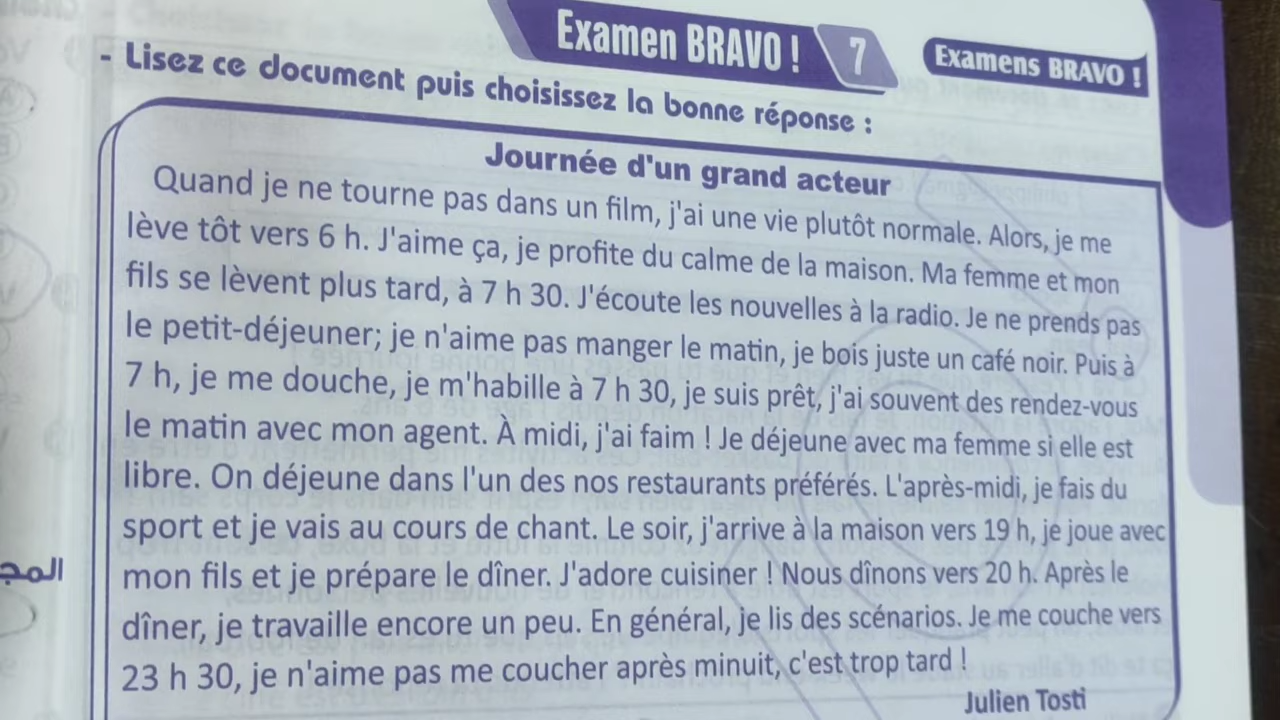 Examen BRAVO ! 7
Examens BRAVO !
- Lisez ce document puis choisissez la bonne réponse :
Journée d'un grand acteur
Quand je ne tourne pas dans un film, j'ai une vie plutôt normale. Alors, je me
lève tôt vers 6 h. J'aime ça, je profite du calme de la maison. Ma femme et mon
fils se lèvent plus tard, à 7 h 30. J'écoute les nouvelles à la radio. Je ne prends pas
le petit-déjeuner; je n'aime pas manger le matin, je bois juste un café noir. Puis à
7 h, je me douche, je m'habille à 7 h 30, je suis prêt, j'ai souvent des rendez-vous
le matin avec mon agent. À midi, j'ai faim ! Je déjeune avec ma femme si elle est
libre. On déjeune dans l'un des nos restaurants préférés. L'après-midi, je fais du
sport et je vais au cours de chant. Le soir, j'arrive à la maison vers 19 h, je joue avec
mon fils et je prépare le dîner. J'adore cuisiner ! Nous dînons vers 20 h. Après le
dîner, je travaille encore un peu. En général, je lis des scénarios. Je me couche vers
23 h 30, je n'aime pas me coucher après minuit, c'est trop tard !
Julien Tosti
المج